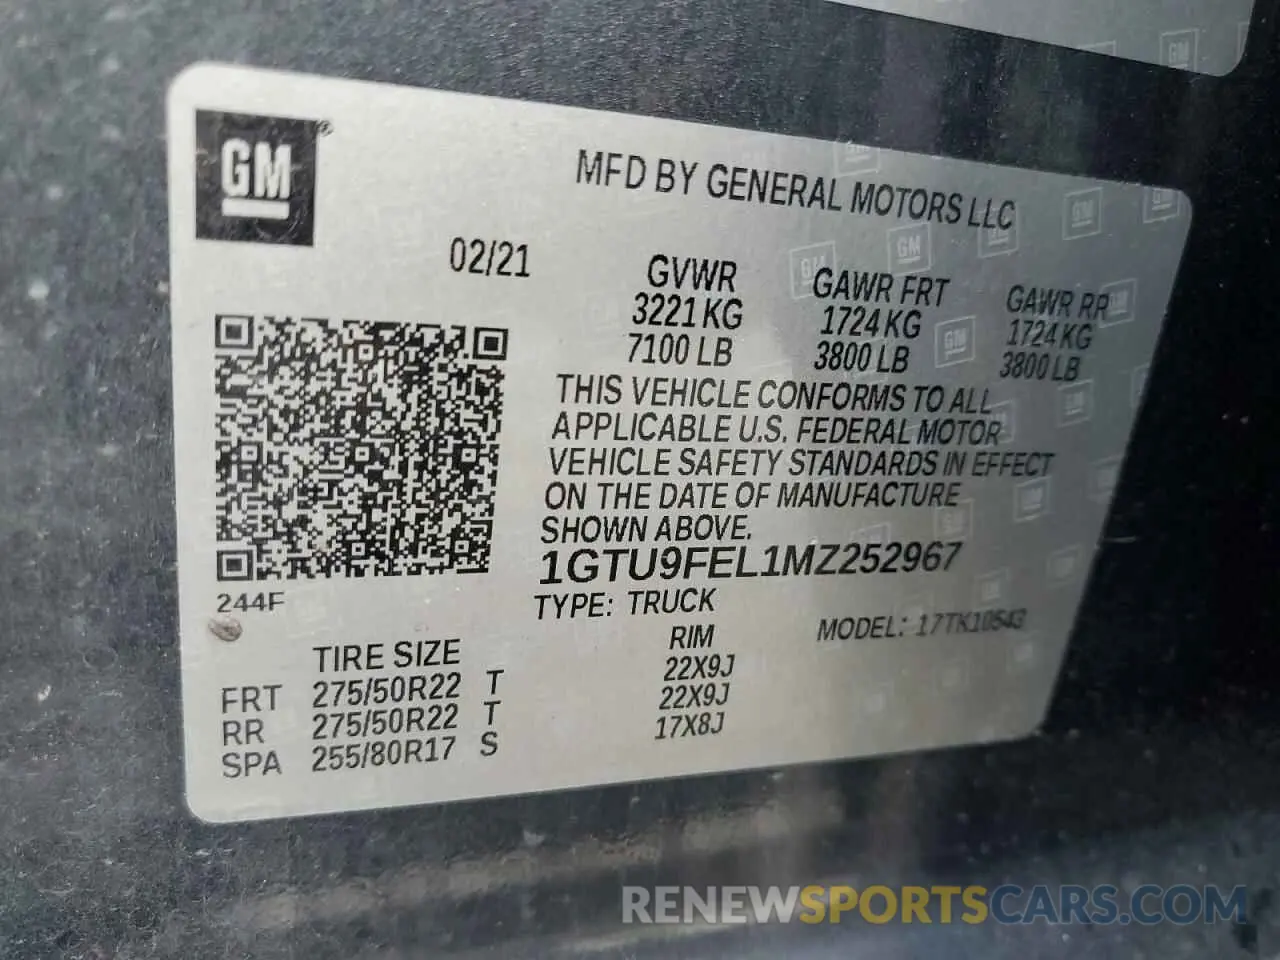 GM®
MFD BY GENERAL MOTORS LLC
02/21
GVWR GAWR FRT GAWR RR
3221 KG 1724 KG 1724 KG
7100 LB 3800 LB 3800 LB
THIS VEHICLE CONFORMS TO ALL
APPLICABLE U.S. FEDERAL MOTOR
VEHICLE SAFETY STANDARDS IN EFFECT
ON THE DATE OF MANUFACTURE
SHOWN ABOVE.
1GTU9FEL1MZ252967
244F
TYPE: TRUCK MODEL: 17TK10543
TIRE SIZE RIM
FRT 275/50R22 T 22X9J
RR 275/50R22 T 22X9J
SPA 255/80R17 S 17X8J
RENEWSPORTSCARS.COM